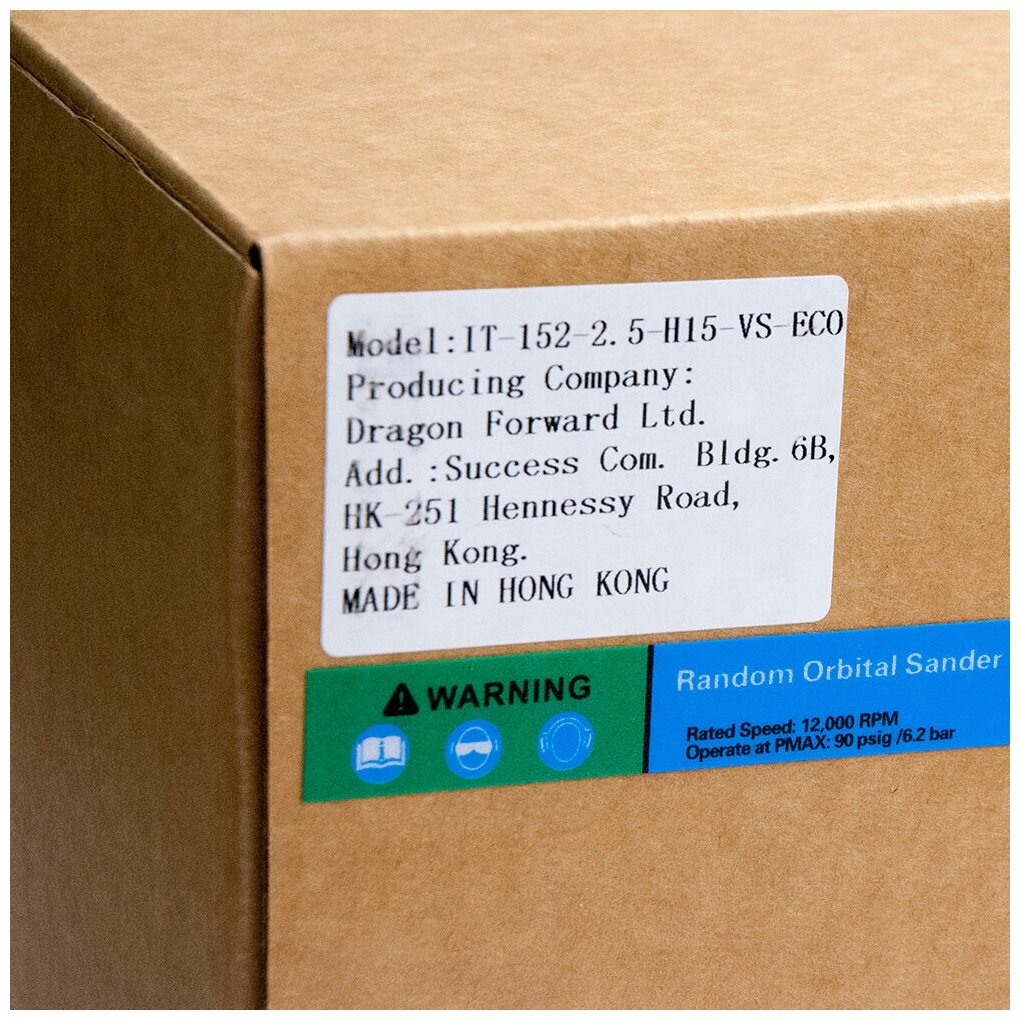 Model:IT-152-2.5-H15-VS-ECO
Producing Company:
Dragon Forward Ltd.
Add.:Success Com. Bldg.6B,
HK-251 Hennessy Road,
Hong Kong.
MADE IN HONG KONG
WARNING
Random Orbital Sander
Rated Speed: 12,000 RPM
Operate at PMAX: 90 psig /6.2 bar